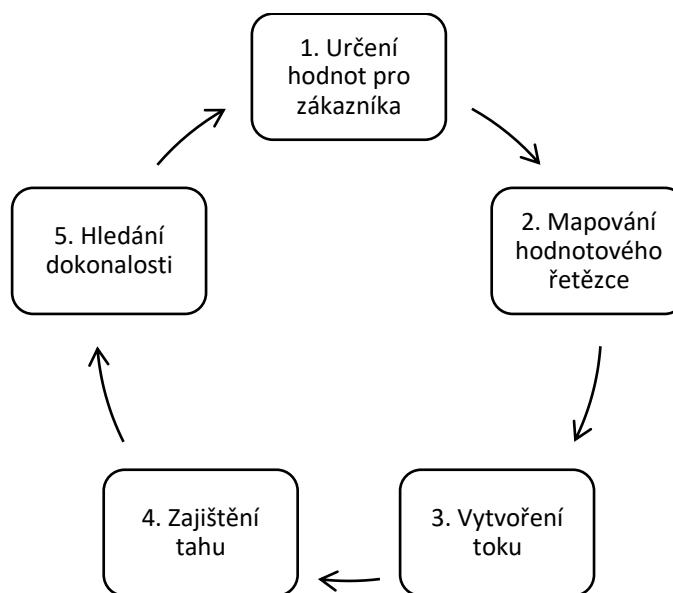 1. Určení
hodnot pro
zákazníka
2. Mapování
hodnotového
řetězce
3. Vytvoření
toku
4. Zajištění
tahu
5. Hledání
dokonalosti